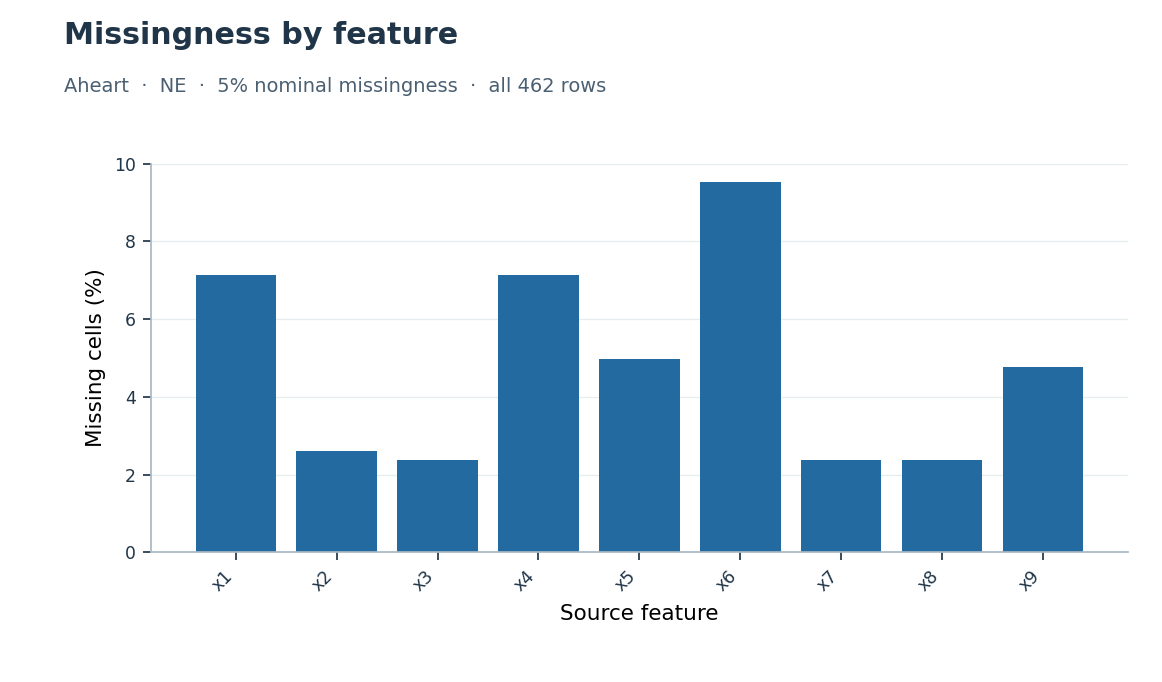 Missingness by feature
Aheart · NE · 5% nominal missingness · all 462 rows
10
8
6
4
2
0
Missing cells (%)
x1 x2 x3 x4 x5 x6 x7 x8 x9
Source feature